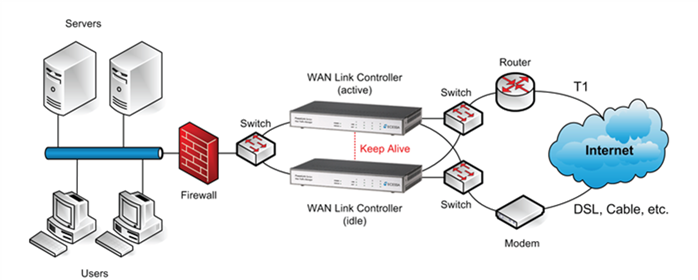 Servers
Users
Firewall
Switch
WAN Link Controller
(active)
Keep Alive
WAN Link Controller
(idle)
Switch
Switch
Router
T1
Internet
DSL, Cable, etc.
Modem